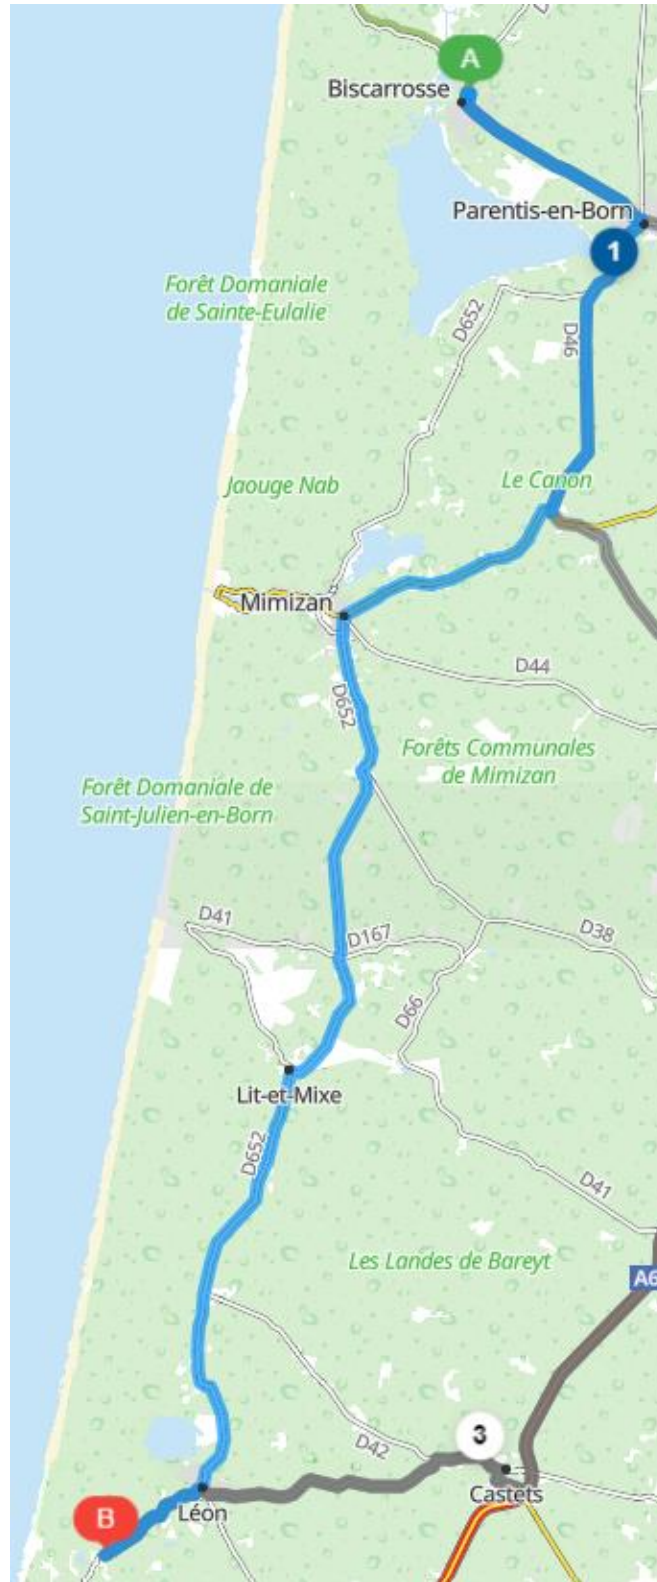 A
Biscarrosse
Parentis-en-Born
1
Forêt Domaniale
de Sainte-Eulalie
D652
D46
Jaouge Nab
Le Canon
Mimizan
D44
D652
Forêts Communales
de Mimizan
Forêt Domaniale de
Saint-Julien-en-Born
D41
D167
D38
D66
Lit-et-Mixe
D652
D41
Les Landes de Bareyt
A6
3
D42
Castets
Léon
B